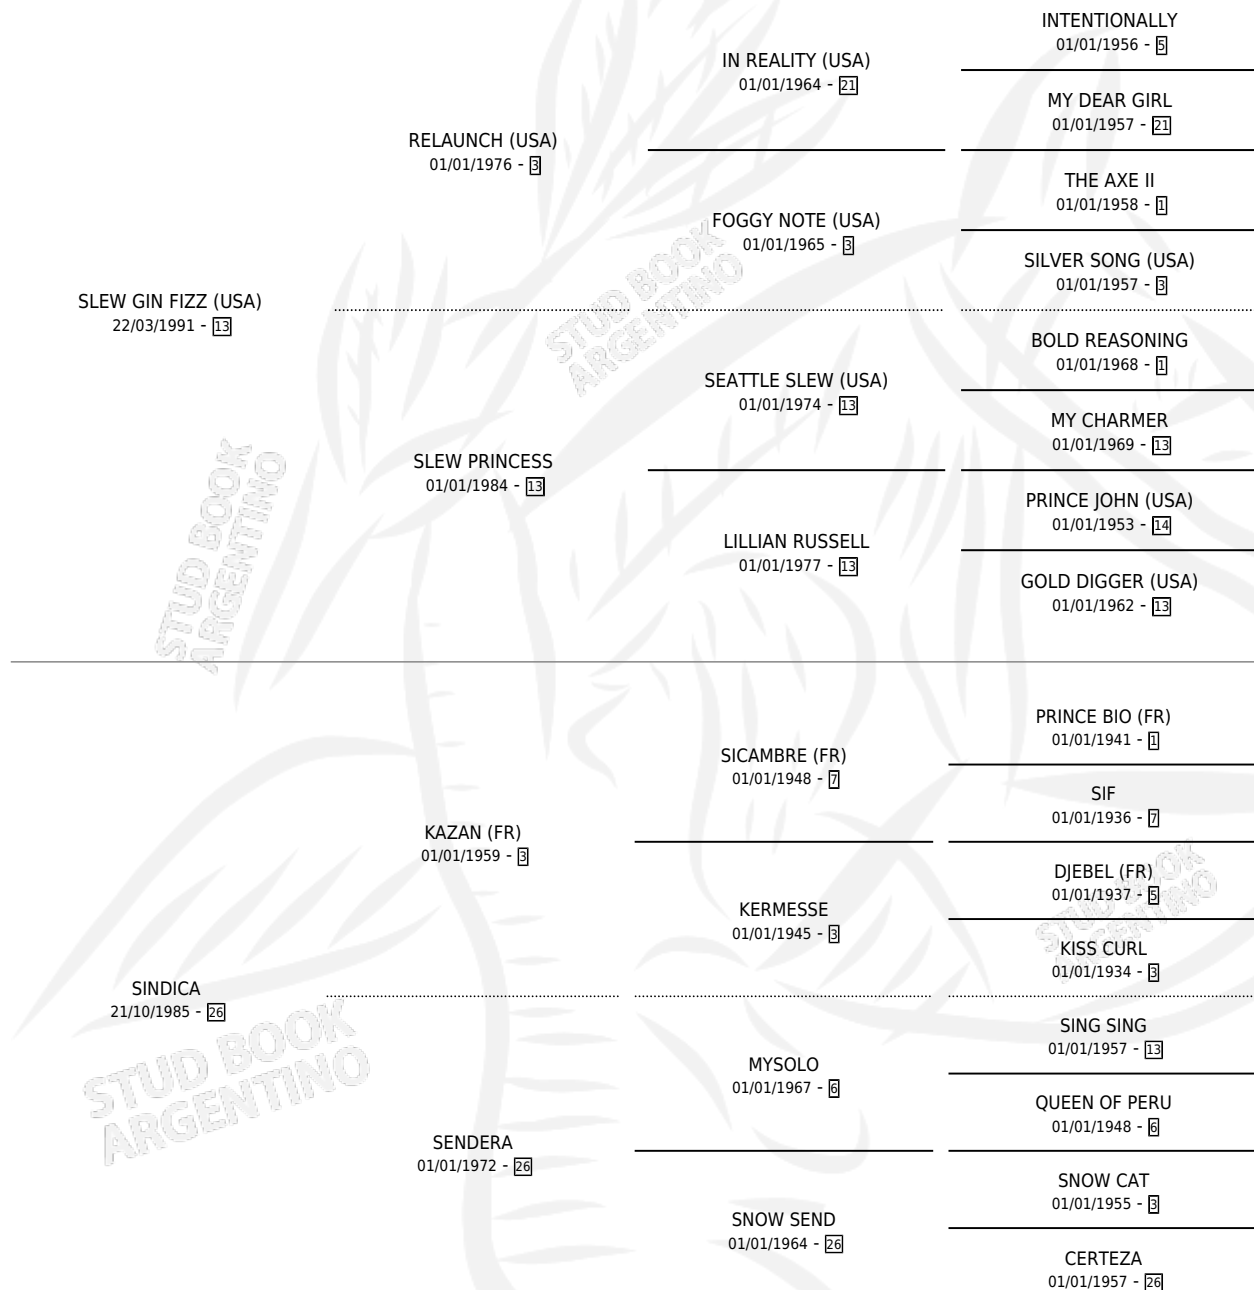 INTENTIONALLY
01/01/1956 - 5
IN REALITY (USA)
01/01/1964 - 21
MY DEAR GIRL
01/01/1957 - 21
RELAUNCH (USA)
01/01/1976 - 3
THE AXE II
01/01/1958 - 1
FOGGY NOTE (USA)
01/01/1965 - 3
SILVER SONG (USA)
01/01/1957 - 3
SLEW GIN FIZZ (USA)
22/03/1991 - 13
BOLD REASONING
01/01/1968 - 1
SEATTLE SLEW (USA)
01/01/1974 - 13
MY CHARMER
01/01/1969 - 13
SLEW PRINCESS
01/01/1984 - 13
PRINCE JOHN (USA)
01/01/1953 - 14
LILLIAN RUSSELL
01/01/1977 - 13
GOLD DIGGER (USA)
01/01/1962 - 13
STUD BOOK
ARGENTINO
STUD BOOK
ARGENTINO
PRINCE BIO (FR)
01/01/1941 - 1
SICAMBRE (FR)
01/01/1948 - 7
SIF
01/01/1936 - 7
KAZAN (FR)
01/01/1959 - 3
DJEBEL (FR)
01/01/1937 - 5
KERMESSE
01/01/1945 - 3
KISS CURL
01/01/1934 - 3
SINDICA
21/10/1985 - 26
SING SING
01/01/1957 - 13
MYSOLO
01/01/1967 - 6
QUEEN OF PERU
01/01/1948 - 6
SENDERA
01/01/1972 - 26
SNOW CAT
01/01/1955 - 3
SNOW SEND
01/01/1964 - 26
CERTEZA
01/01/1957 - 26
STUD BOOK
ARGENTINO
STUD BOOK
ARGENTINO